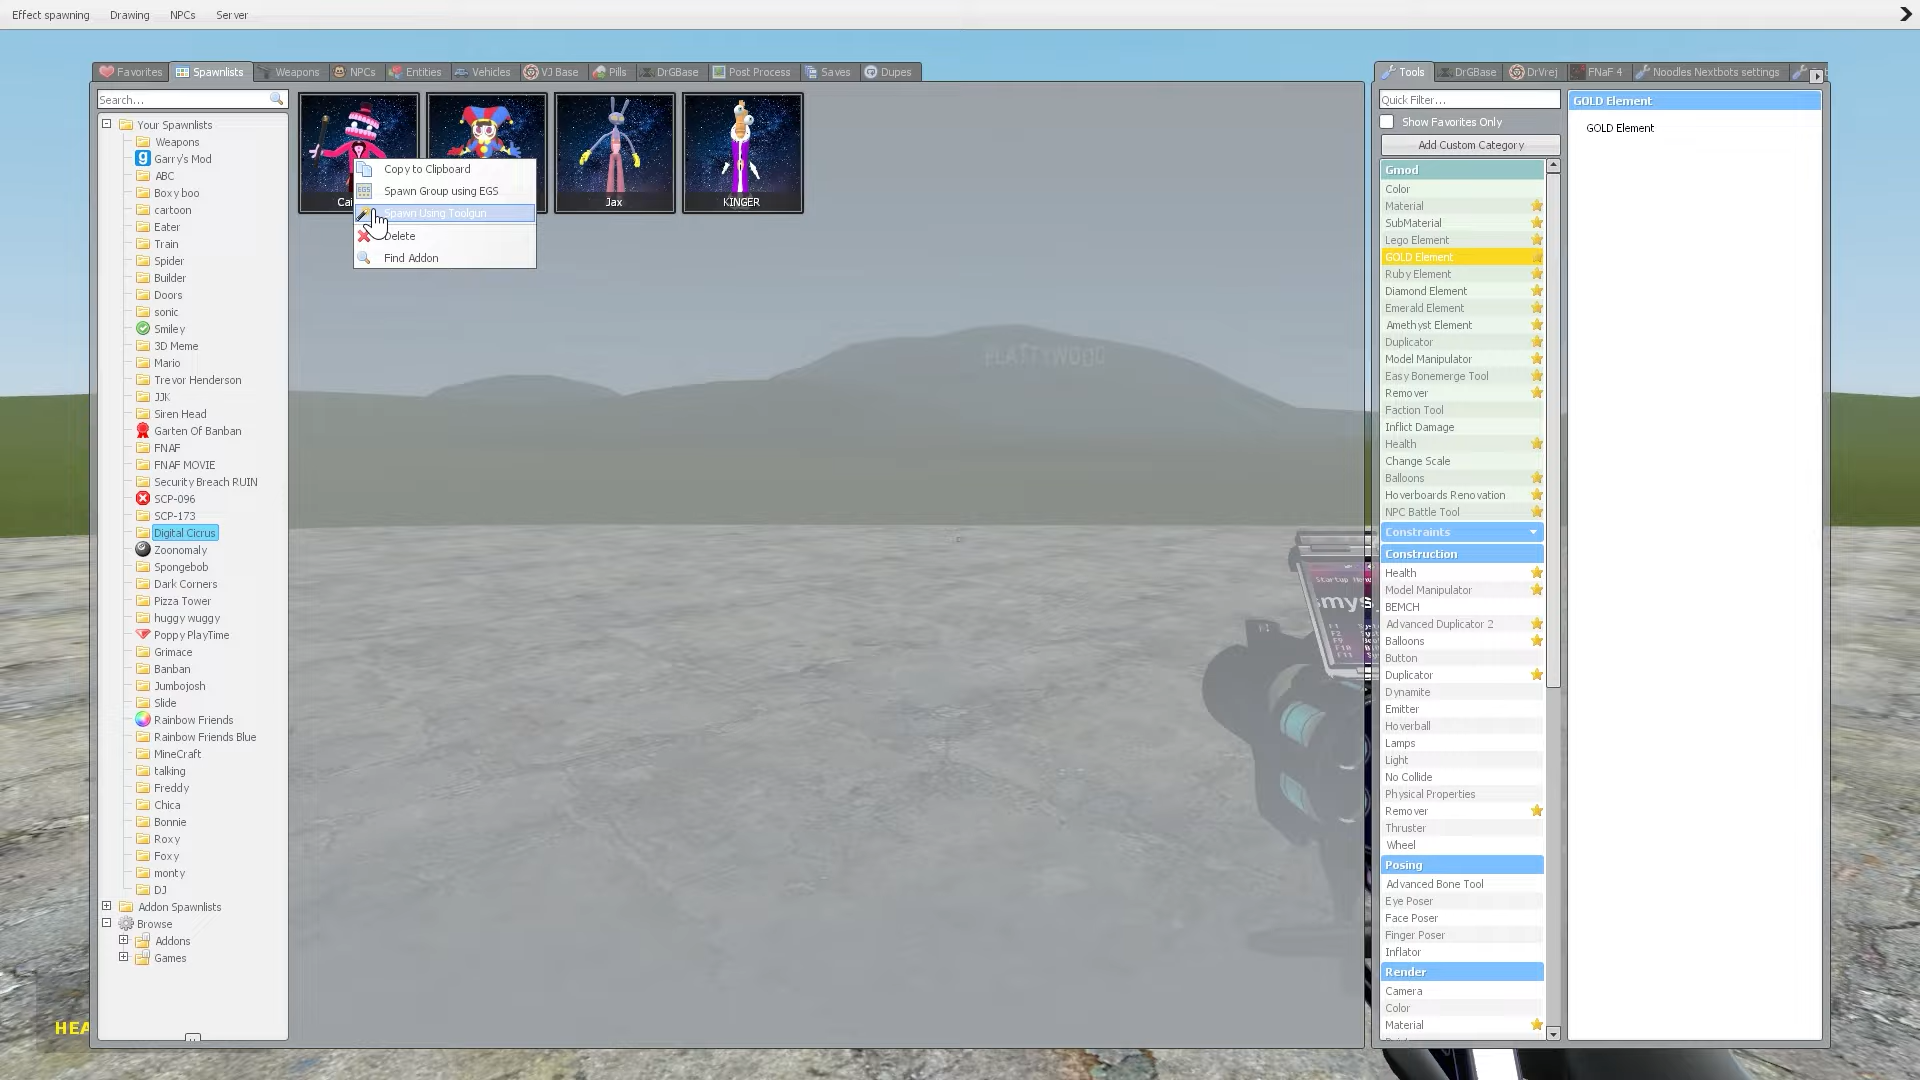 Effect spawning Drawing NPCs Server
Favorites Spawnlists Weapons NPCs Entities Vehicles VJ Base Pills DrGBase Post Process Saves Dupes
Search...
Your Spawnlists
Weapons
Garry's Mod
ABC
Boxy boo
cartoon
Eater
Train
Spider
Builder
Doors
sonic
Smiley
3D Meme
Mario
Trevor Henderson
JJK
Siren Head
Garten Of Banban
FNAF
FNAF MOVIE
Security Breach RUIN
SCP-096
SCP-173
Digital Cicrus
Zoonomaly
Spongebob
Dark Corners
Pizza Tower
huggy wuggy
Poppy PlayTime
Grimace
Banban
Jumbojosh
Slide
Rainbow Friends
Rainbow Friends Blue
MineCraft
talking
Freddy
Chica
Bonnie
Roxy
Foxy
monty
DJ
Addon Spawnlists
Browse
Addons
Games
Jax
KINGER
Copy to Clipboard
Spawn Group using EGS
Spawn Using Toolgun
Delete
Find Addon
Tools DrGBase DrVrej FNaF 4 Noodles Nextbots settings
Quick Filter...
Show Favorites Only
Add Custom Category
Gmod
Color
Material
SubMaterial
Lego Element
GOLD Element
Ruby Element
Diamond Element
Emerald Element
Amethyst Element
Duplicator
Model Manipulator
Easy Bonemerge Tool
Remover
Faction Tool
Inflict Damage
Health
Change Scale
Balloons
Hoverboards Renovation
NPC Battle Tool
Constraints
Construction
Health
Model Manipulator
BEMCH
Advanced Duplicator 2
Balloons
Button
Duplicator
Dynamite
Emitter
Hoverball
Lamps
Light
No Collide
Physical Properties
Remover
Thruster
Wheel
Posing
Advanced Bone Tool
Eye Poser
Face Poser
Finger Poser
Inflator
Render
Camera
Color
Material
GOLD Element
GOLD Element
FLATTYWOOD
HEA